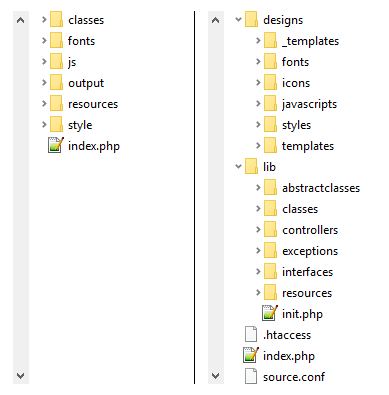 classes
fonts
js
output
resources
style
index.php
designs
_templates
fonts
icons
javascripts
styles
templates
lib
abstractclasses
classes
controllers
exceptions
interfaces
resources
init.php
.htaccess
index.php
source.conf